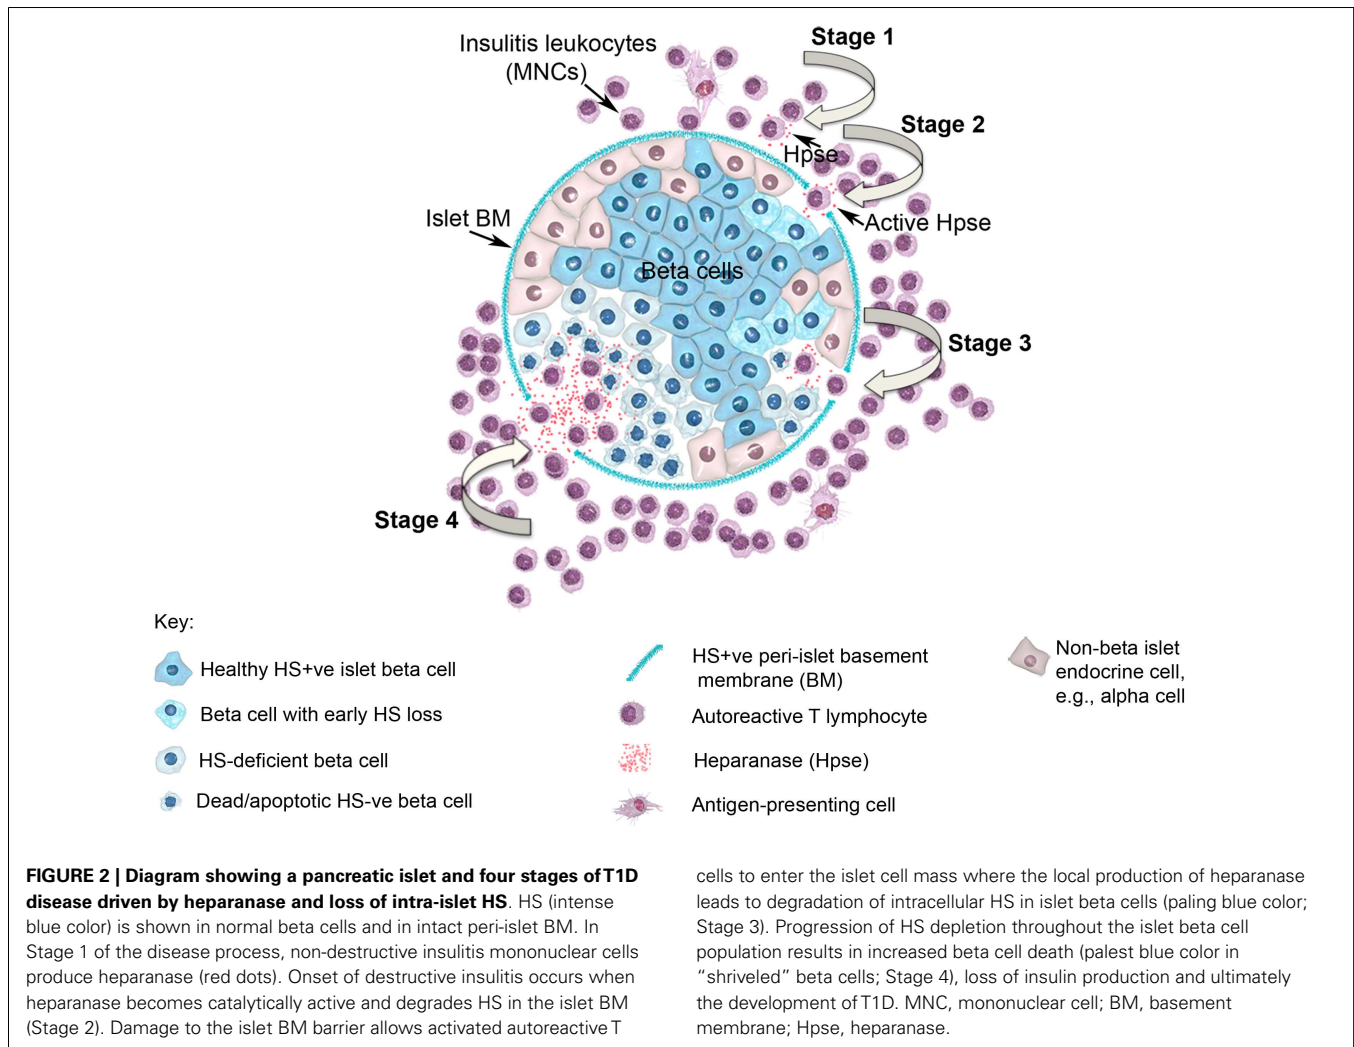 Stage 1
Insulitis leukocytes
(MNCs)
Stage 2
Hpse
Active Hpse
Islet BM
Beta cells
Stage 3
Stage 4
Key:
Healthy HS+ve islet beta cell
Beta cell with early HS loss
HS-deficient beta cell
Dead/apoptotic HS-ve beta cell
HS+ve peri-islet basement
membrane (BM)
Autoreactive T lymphocyte
Heparanase (Hpse)
Antigen-presenting cell
Non-beta islet
endocrine cell,
e.g., alpha cell
FIGURE 2 | Diagram showing a pancreatic islet and four stages of T1D
disease driven by heparanase and loss of intra-islet HS. HS (intense
blue color) is shown in normal beta cells and in intact peri-islet BM. In
Stage 1 of the disease process, non-destructive insulitis mononuclear cells
produce heparanase (red dots). Onset of destructive insulitis occurs when
heparanase becomes catalytically active and degrades HS in the islet BM
(Stage 2). Damage to the islet BM barrier allows activated autoreactive T
cells to enter the islet cell mass where the local production of heparanase
leads to degradation of intracellular HS in islet beta cells (paling blue color;
Stage 3). Progression of HS depletion throughout the islet beta cell
population results in increased beta cell death (palest blue color in
“shriveled” beta cells; Stage 4), loss of insulin production and ultimately
the development of T1D. MNC, mononuclear cell; BM, basement
membrane; Hpse, heparanase.